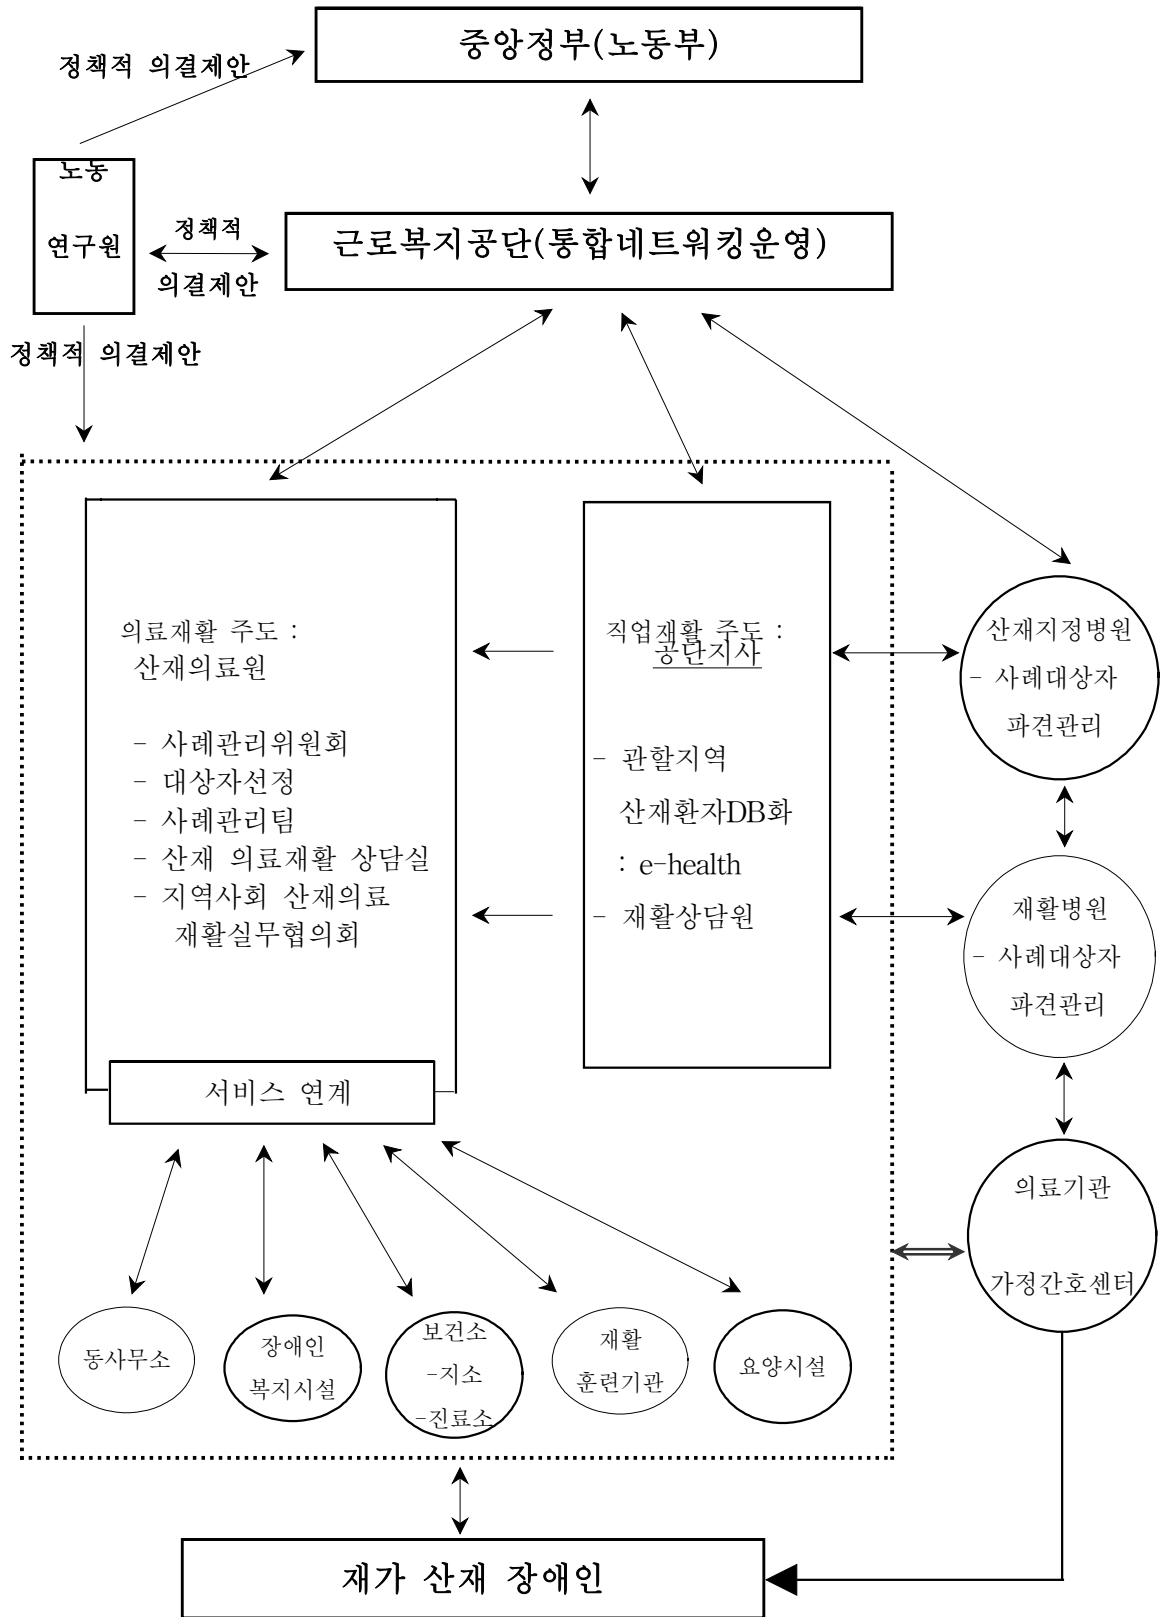 중앙정부(노동부)
정책적 의결제안
노동
연구원
정책적
의결제안
근로복지공단(통합네트워킹운영)
정책적 의결제안
의료재활 주도 :
산재의료원
- 사례관리위원회
- 대상자선정
- 사례관리팀
- 산재 의료재활 상담실
- 지역사회 산재의료
재활실무협의회
서비스 연계
직업재활 주도 :
공단지사
- 관할지역
산재환자DB화
: e-health
- 재활상담원
산재지정병원
- 사례대상자
파견관리
재활병원
- 사례대상자
파견관리
의료기관
가정간호센터
동사무소
장애인
복지시설
보건소
-지소
-진료소
재활
훈련기관
요양시설
재가 산재 장애인